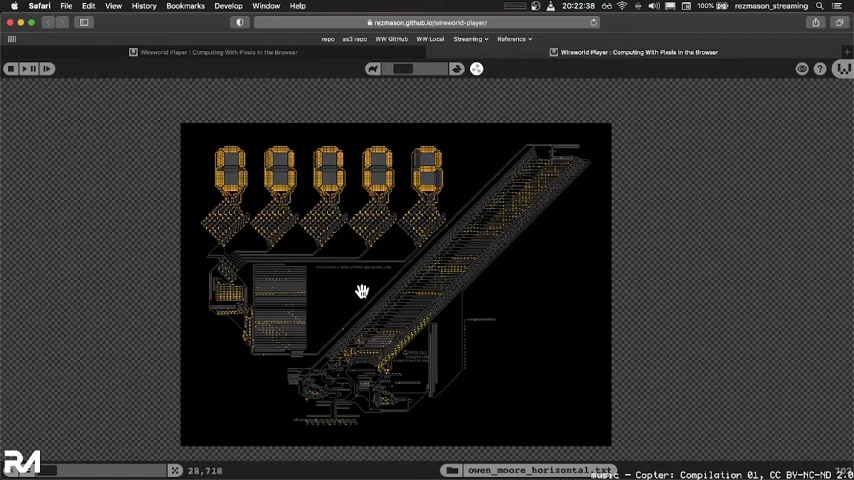 Safari File Edit View History Bookmarks Develop Window Help
100% 20:22:38 rezmason_streaming
rezmason.github.io/wireworld-player/
repo as3 repo WW GitHub WW Local Streaming Reference
Wireworld Player : Computing With Pixels In the Browser
Wireworld Player : Computing With Pixels In the Browser
28,718
owen_moore_horizontal.txt
music - Copter: Compilation 01, CC BY-NC-ND 2.0